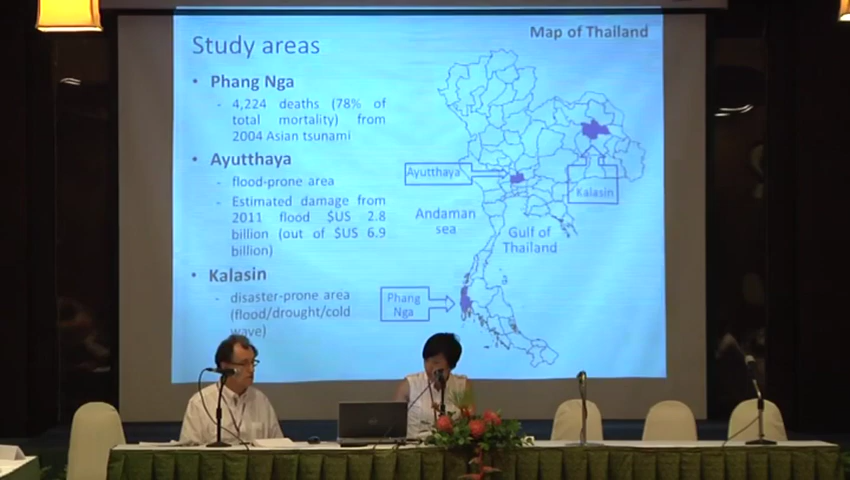 Study areas
Map of Thailand
• Phang Nga
- 4,224 deaths (78% of
total mortality) from
2004 Asian tsunami
• Ayutthaya
- flood-prone area
- Estimated damage from
2011 flood $US 2.8
billion (out of $US 6.9
billion)
• Kalasin
- disaster-prone area
(flood/drought/cold
wave)
Ayutthaya
Kalasin
Andaman
sea
Gulf of
Thailand
Phang
Nga